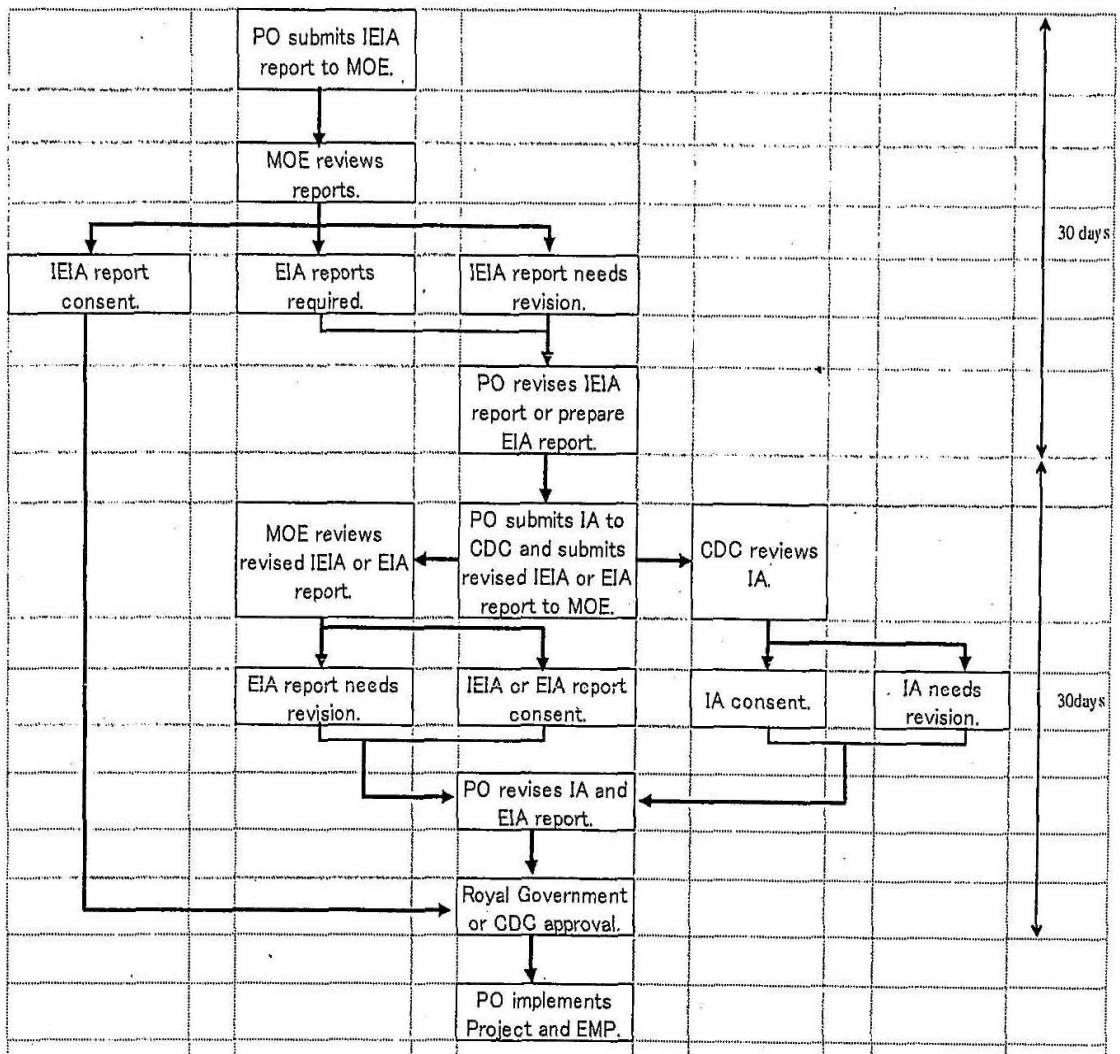 PO submits IEIA
report to MOE.
MOE reviews
reports.
30 days
IEIA report
consent.
EIA reports
required.
IEIA report needs
revision.
PO revises IEIA
report or prepare
EIA report.
MOE reviews
revised IEIA or EIA
report.
PO submits IA to
CDC and submits
revised IEIA or EIA
report to MOE.
CDC reviews
IA.
EIA report needs
revision.
IEIA or EIA report
consent.
IA consent.
IA needs
revision.
30days
PO revises IA and
EIA report.
Royal Government
or CDC approval.
PO implements
Project and EMP.